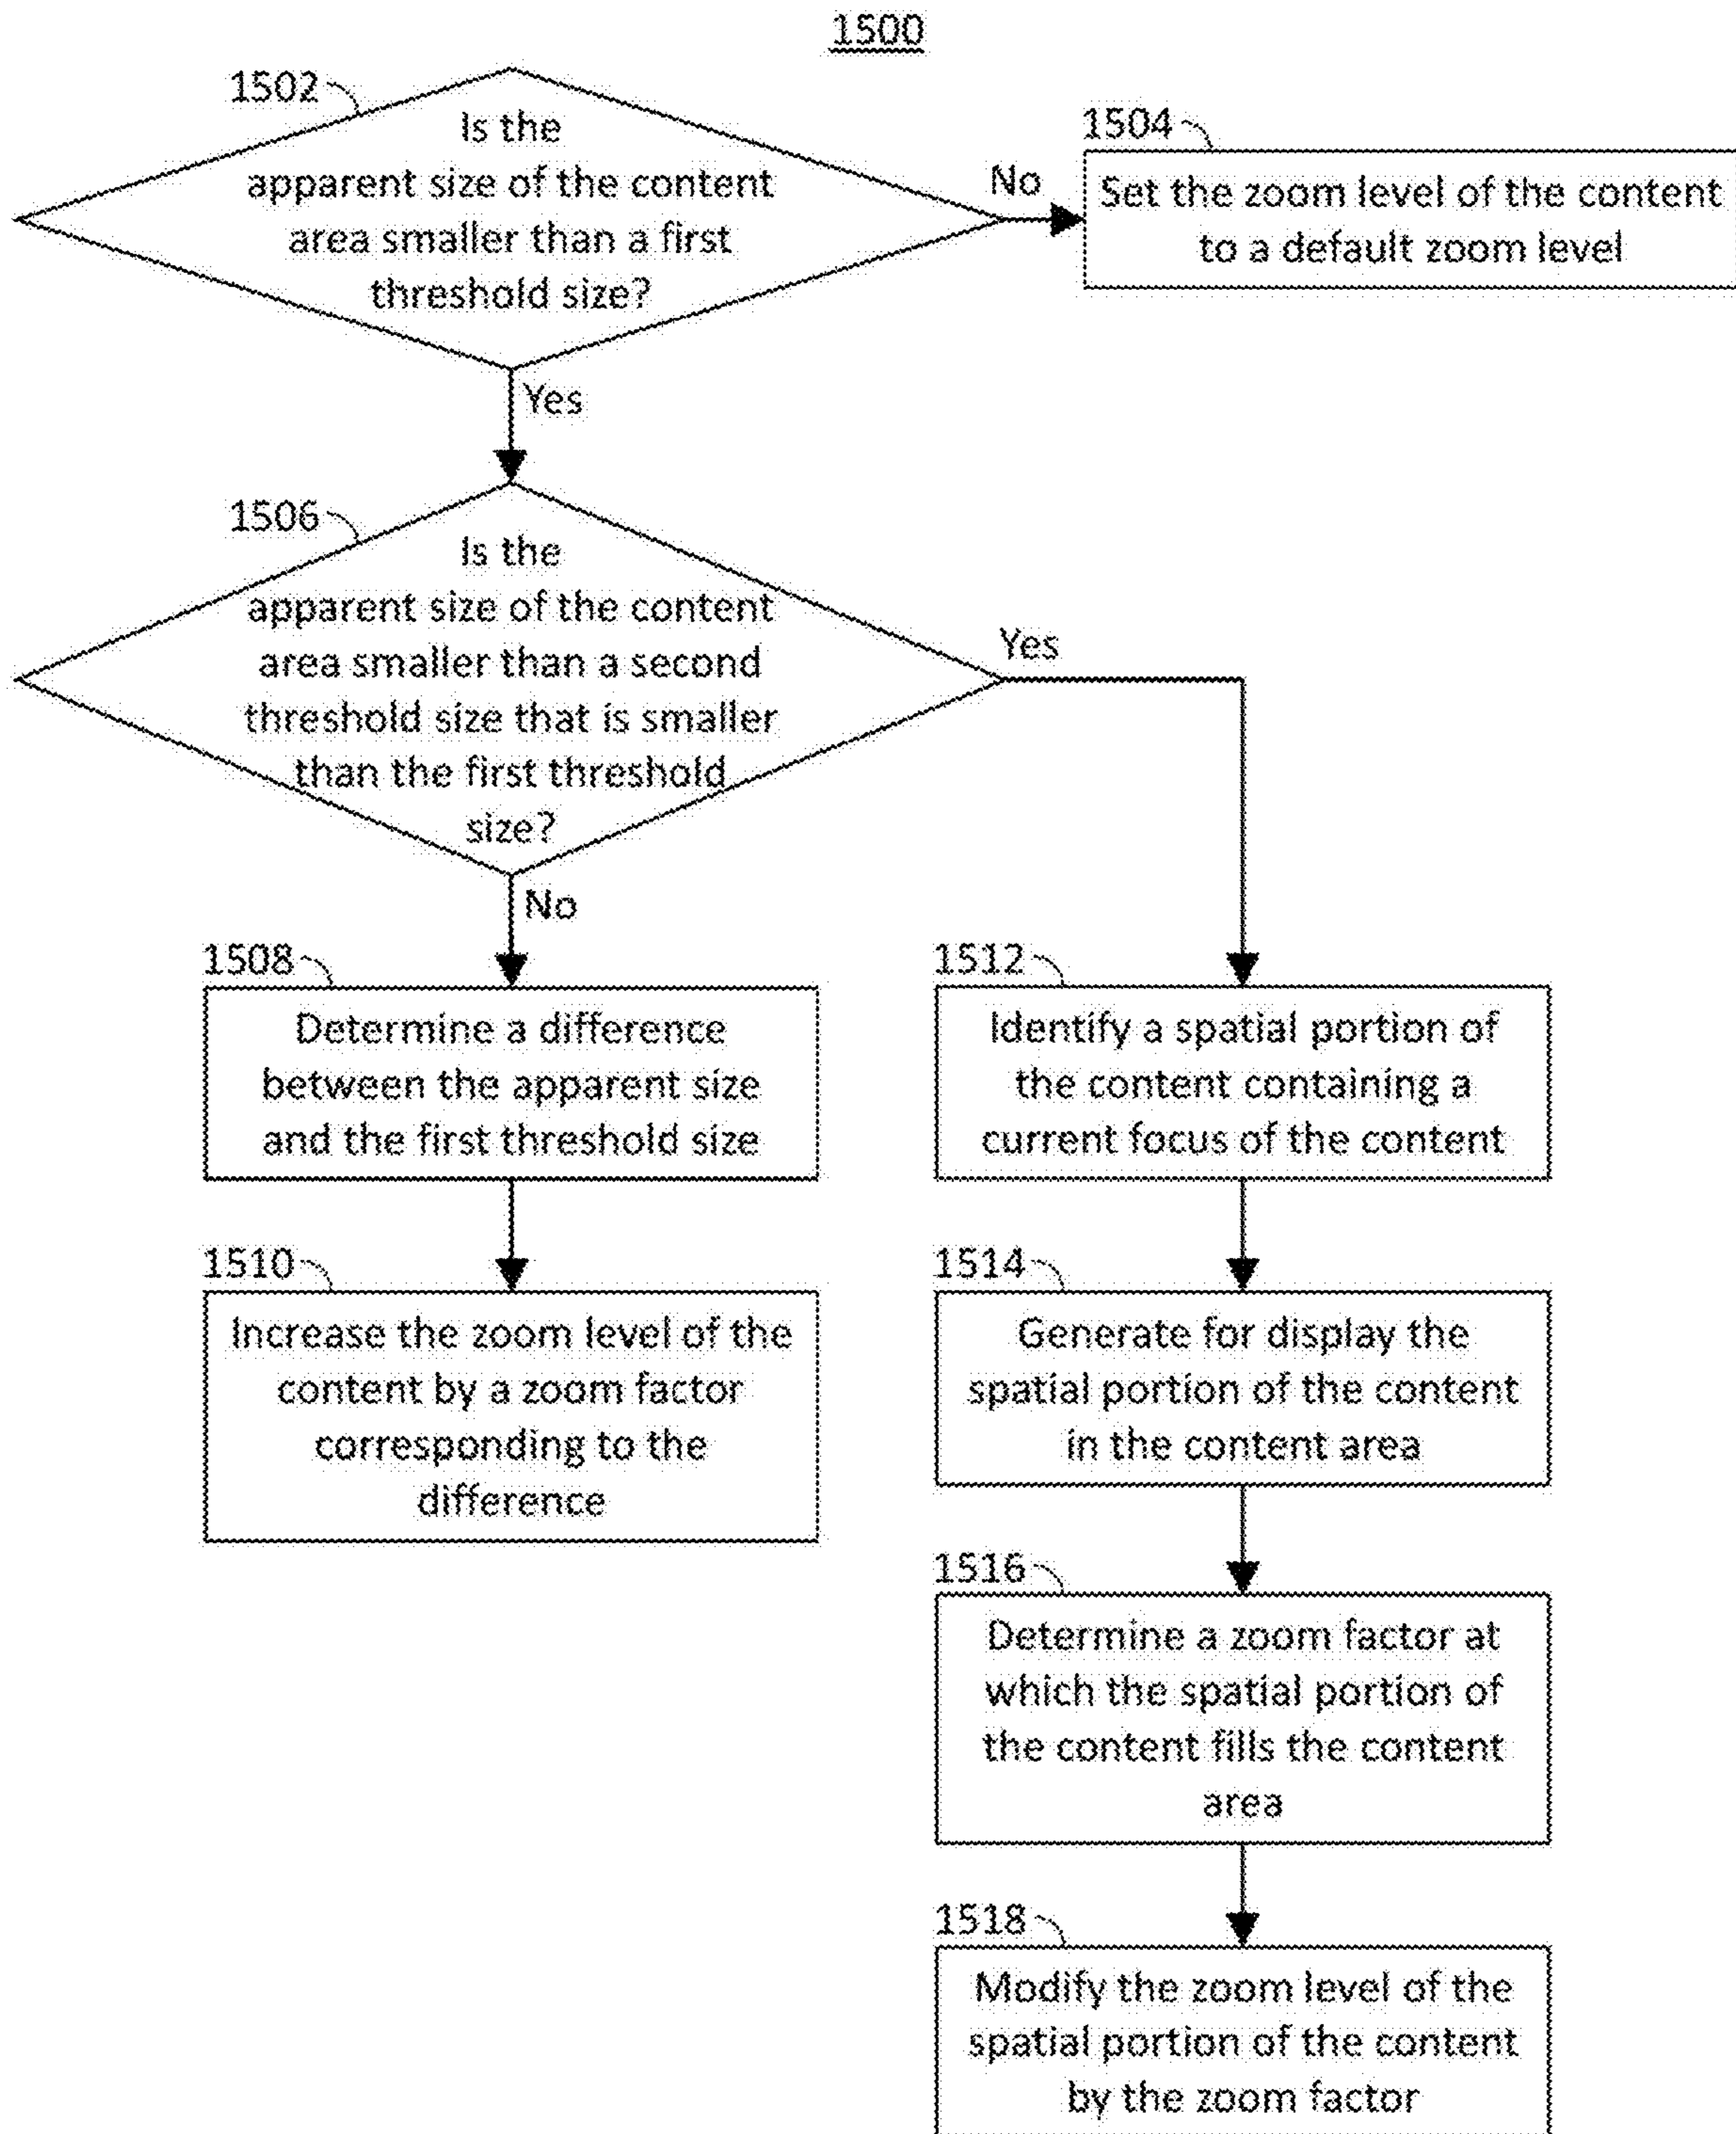 1500
1502
Is the
apparent size of the content
area smaller than a first
threshold size?
No
1504
Set the zoom level of the content
to a default zoom level
Yes
1506
Is the
apparent size of the content
area smaller than a second
threshold size that is smaller
than the first threshold
size?
Yes
No
1508
Determine a difference
between the apparent size
and the first threshold size
1510
Increase the zoom level of the
content by a zoom factor
corresponding to the
difference
1512
Identify a spatial portion of
the content containing a
current focus of the content
1514
Generate for display the
spatial portion of the content
in the content area
1516
Determine a zoom factor at
which the spatial portion of
the content fills the content
area
1518
Modify the zoom level of the
spatial portion of the content
by the zoom factor